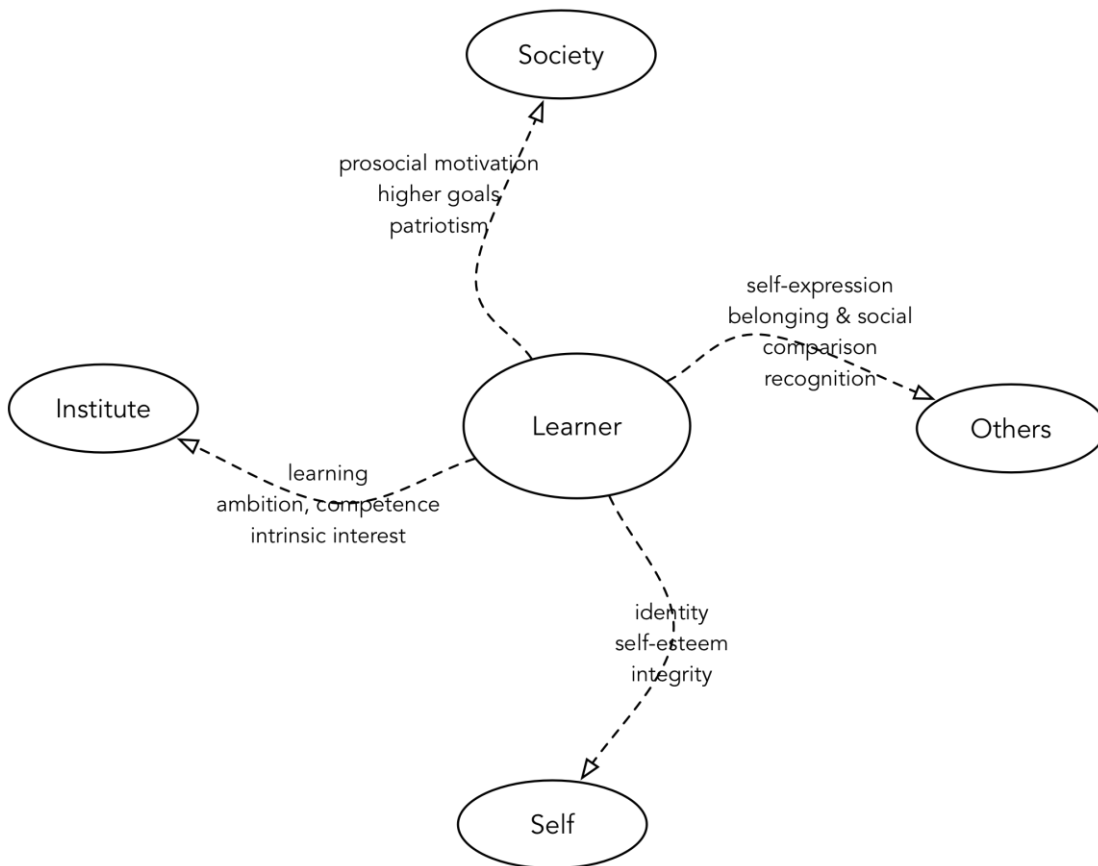 Society
prosocial motivation
higher goals
patriotism
self-expression
belonging & social
comparison
recognition
Institute
Learner
Others
learning
ambition, competence
intrinsic interest
identity
self-esteem
integrity
Self